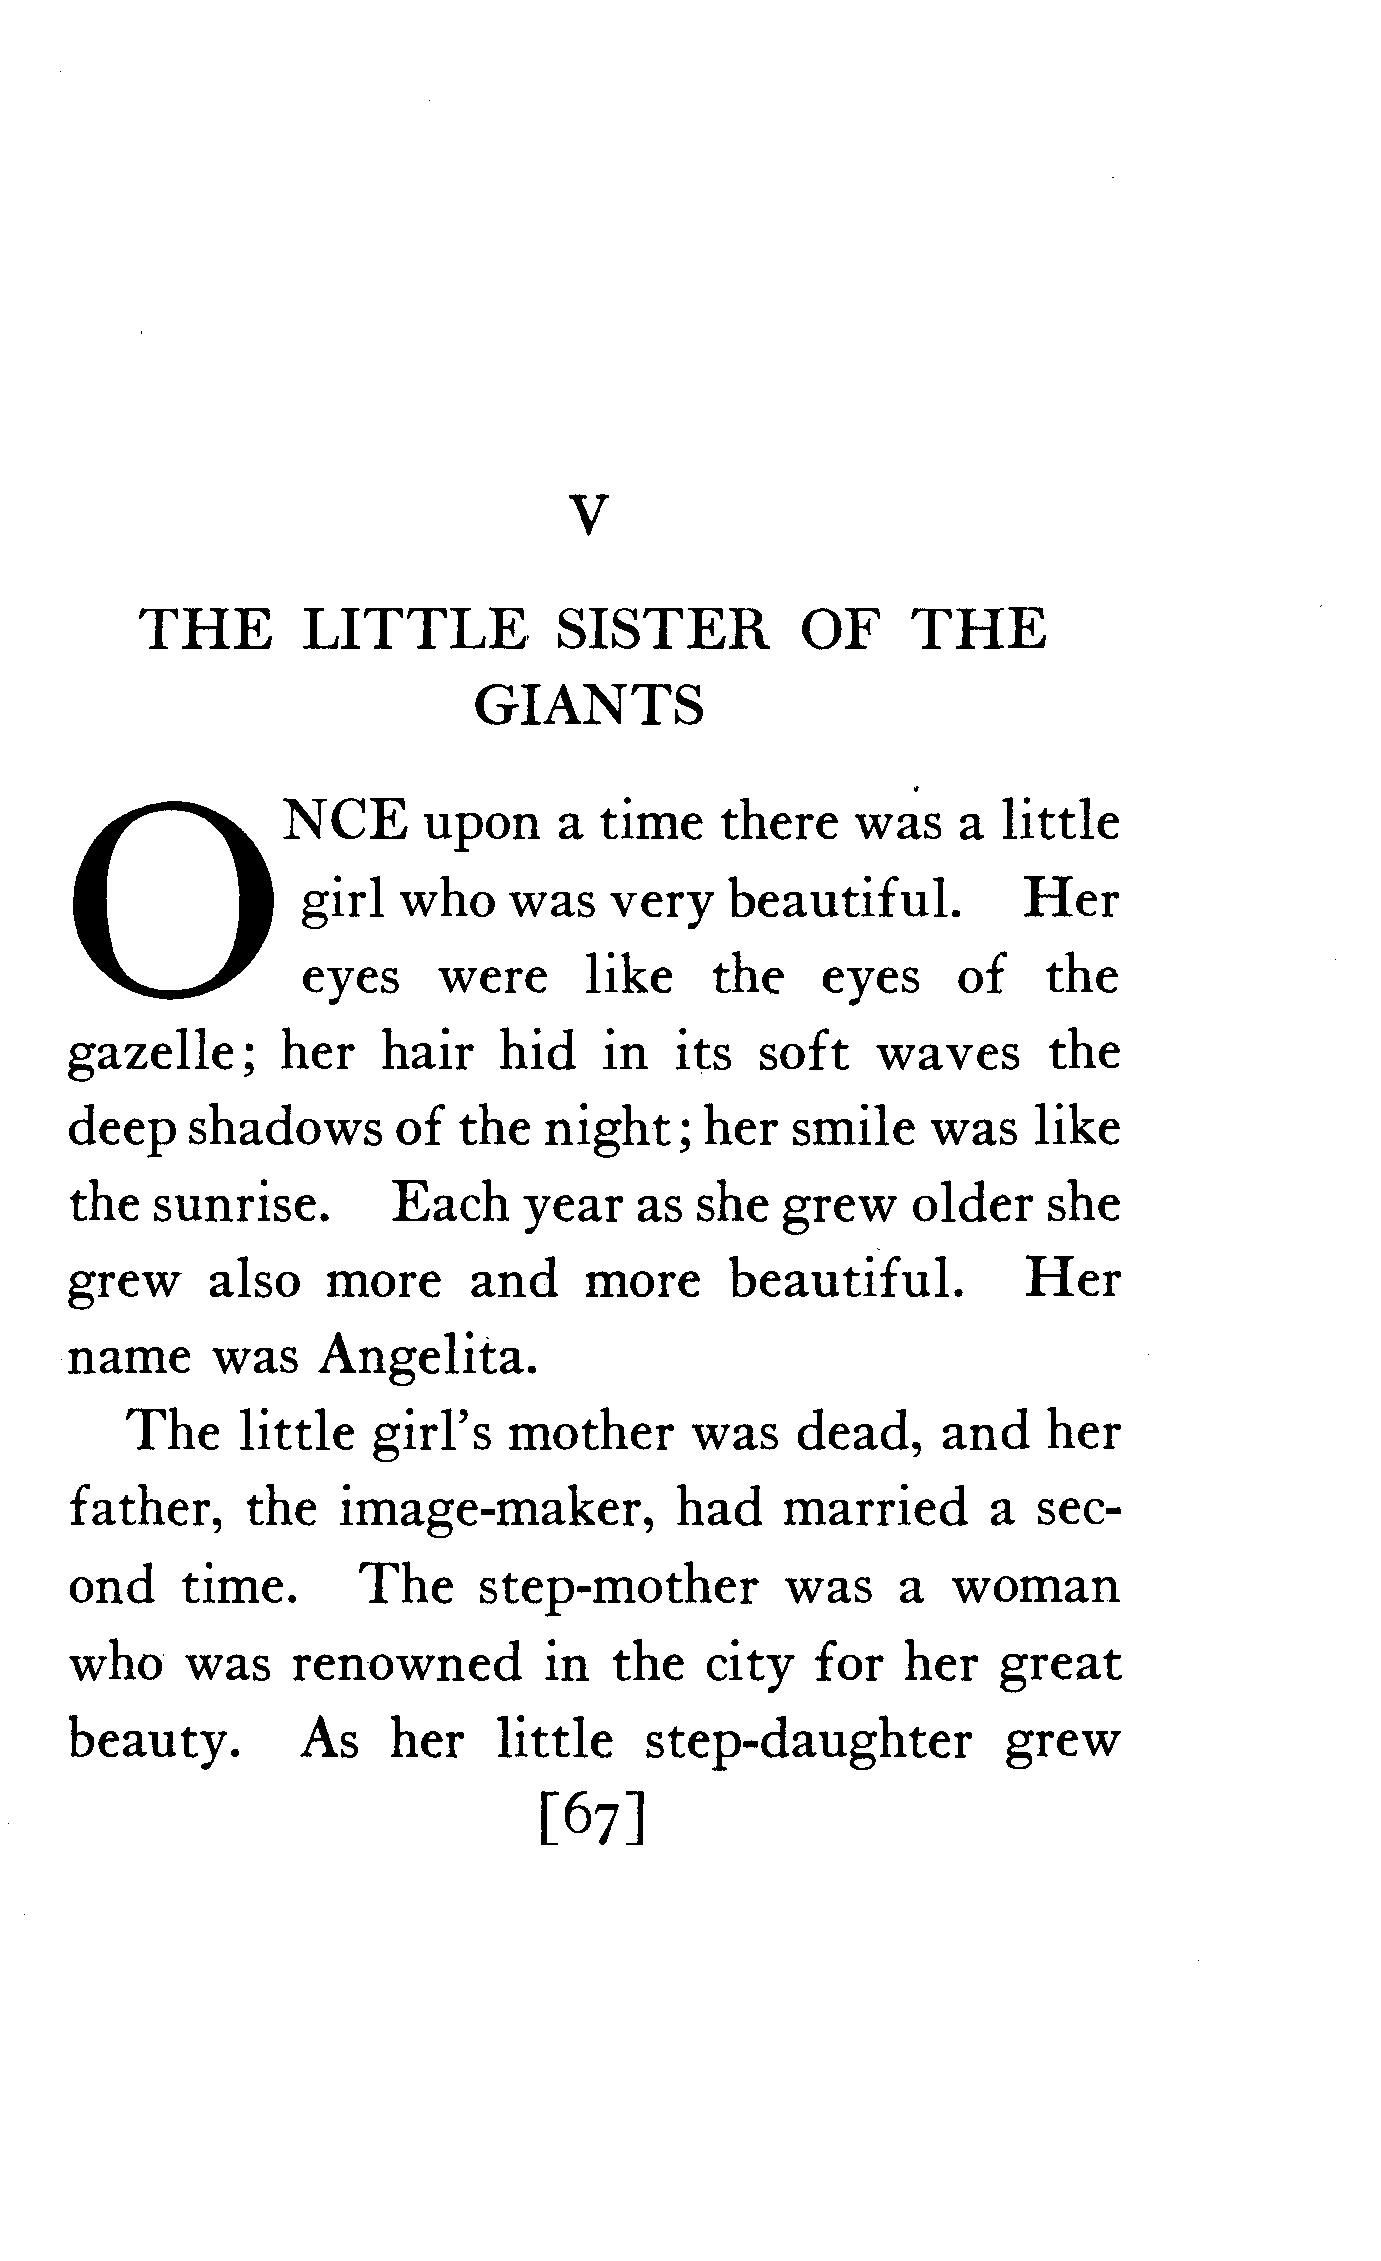 V
THE LITTLE SISTER OF THE
GIANTS
ONCE upon a time there was a little
girl who was very beautiful. Her
eyes were like the eyes of the
gazelle; her hair hid in its soft waves the
deep shadows of the night; her smile was like
the sunrise. Each year as she grew older she
grew also more and more beautiful. Her
name was Angelita.
The little girl's mother was dead, and her
father, the image-maker, had married a sec-
ond time. The step-mother was a woman
who was renowned in the city for her great
beauty. As her little step-daughter grew
[67]